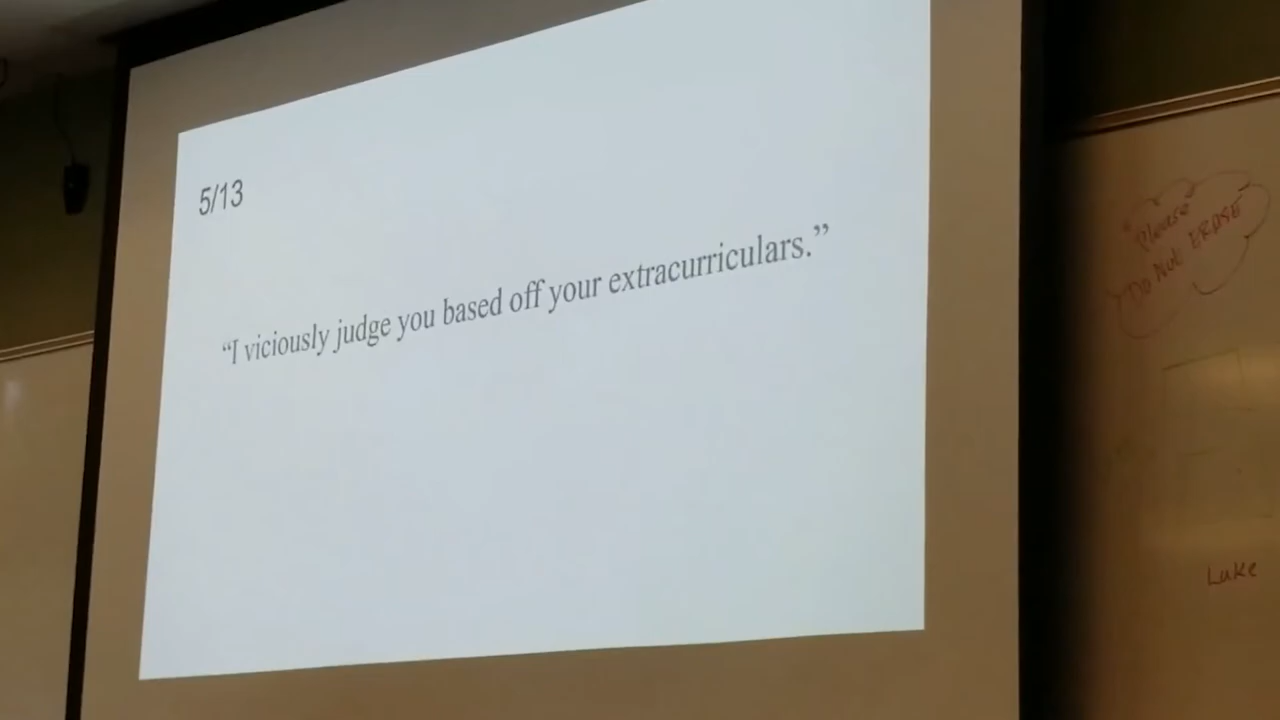 5/13
“I viciously judge you based off your extracurriculars.”
"Please
Do Not ERASE
Luke